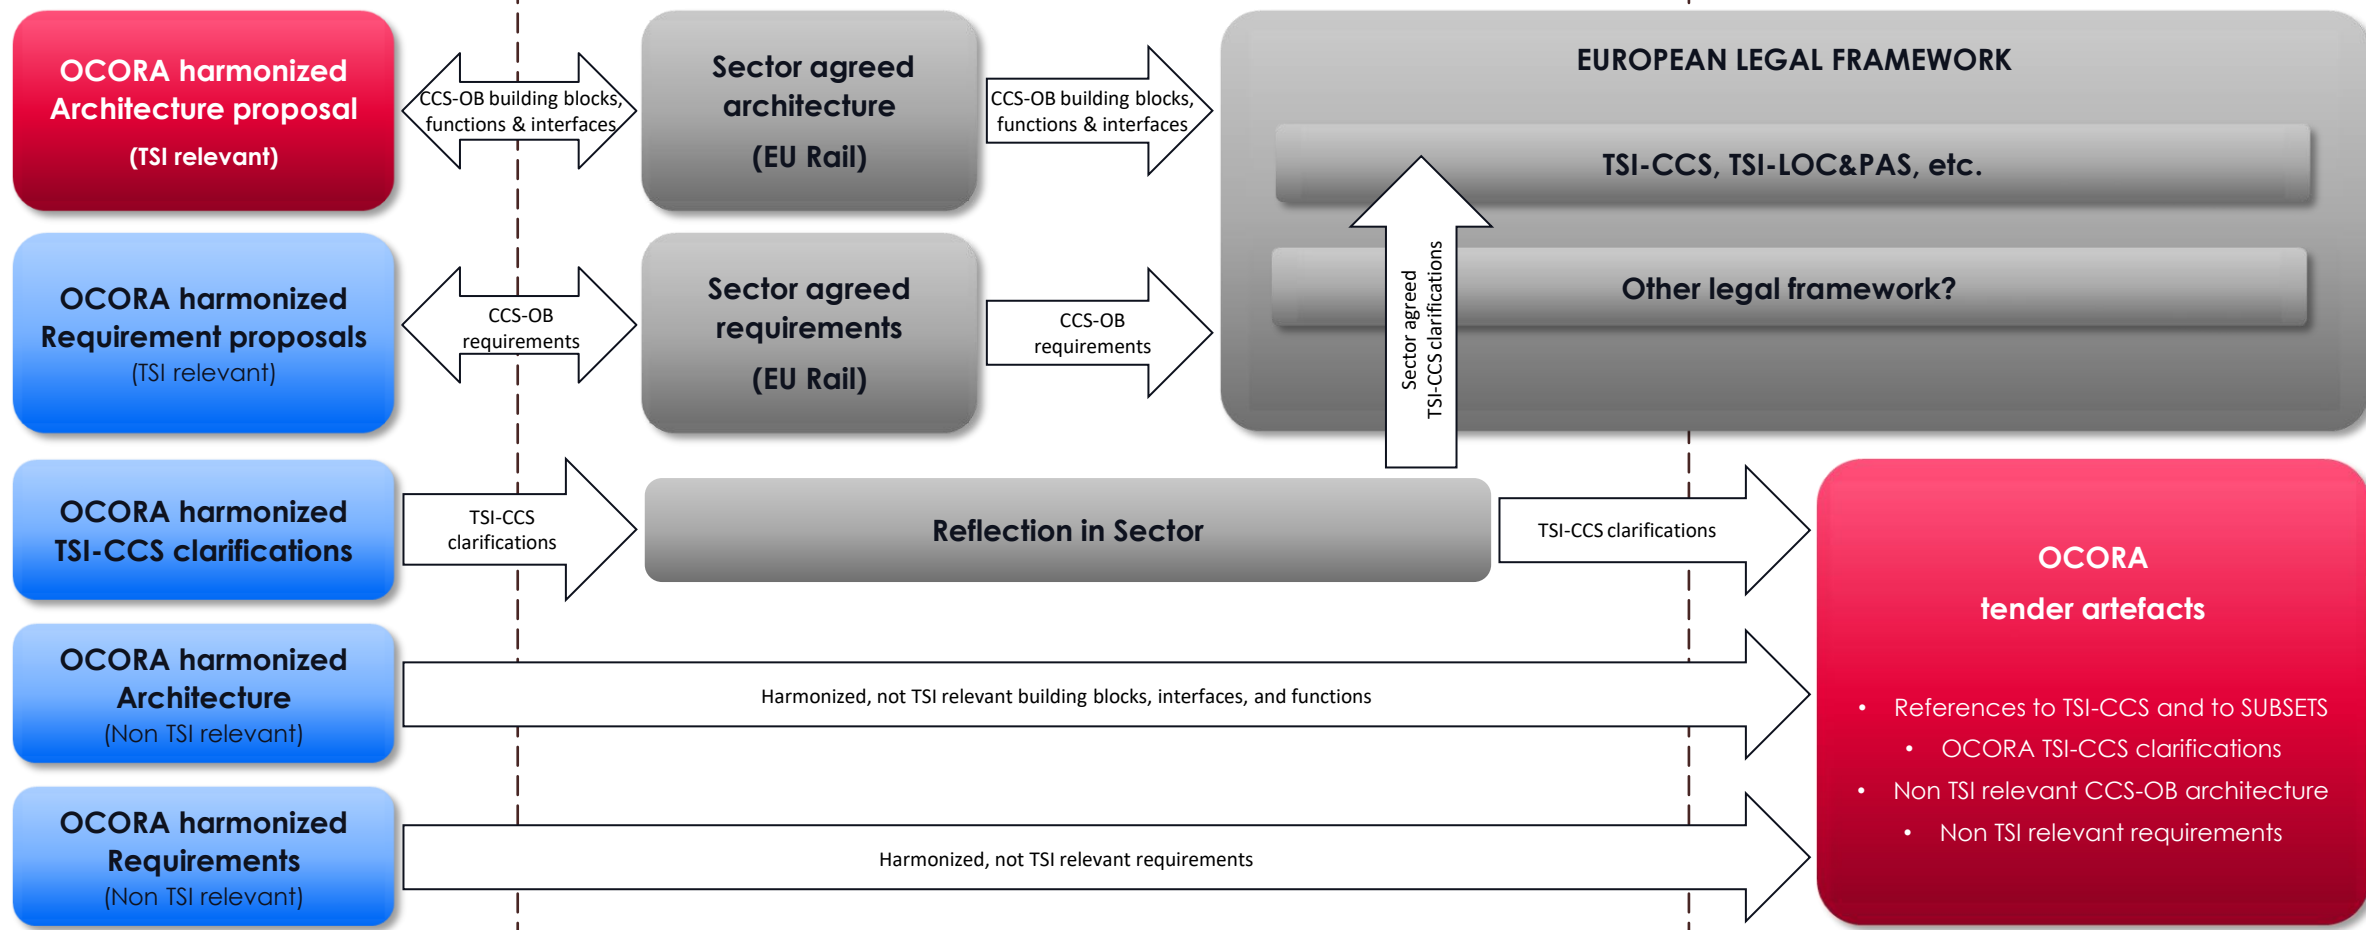 OCORA harmonized
Architecture proposal
(TSI relevant)
CCS-OB building blocks,
functions & interfaces
Sector agreed
architecture
(EU Rail)
CCS-OB building blocks,
functions & interfaces
EUROPEAN LEGAL FRAMEWORK
TSI-CCS, TSI-LOC&PAS, etc.
Other legal framework?
OCORA harmonized
Requirement proposals
(TSI relevant)
CCS-OB
requirements
Sector agreed
requirements
(EU Rail)
CCS-OB
requirements
Sector agreed
TSI-CCS clarifications
OCORA harmonized
TSI-CCS clarifications
TSI-CCS
clarifications
Reflection in Sector
TSI-CCS clarifications
OCORA harmonized
Architecture
(Non TSI relevant)
Harmonized, not TSI relevant building blocks, interfaces, and functions
OCORA harmonized
Requirements
(Non TSI relevant)
Harmonized, not TSI relevant requirements
OCORA
tender artefacts
• References to TSI-CCS and to SUBSETS
• OCORA TSI-CCS clarifications
• Non TSI relevant CCS-OB architecture
• Non TSI relevant requirements